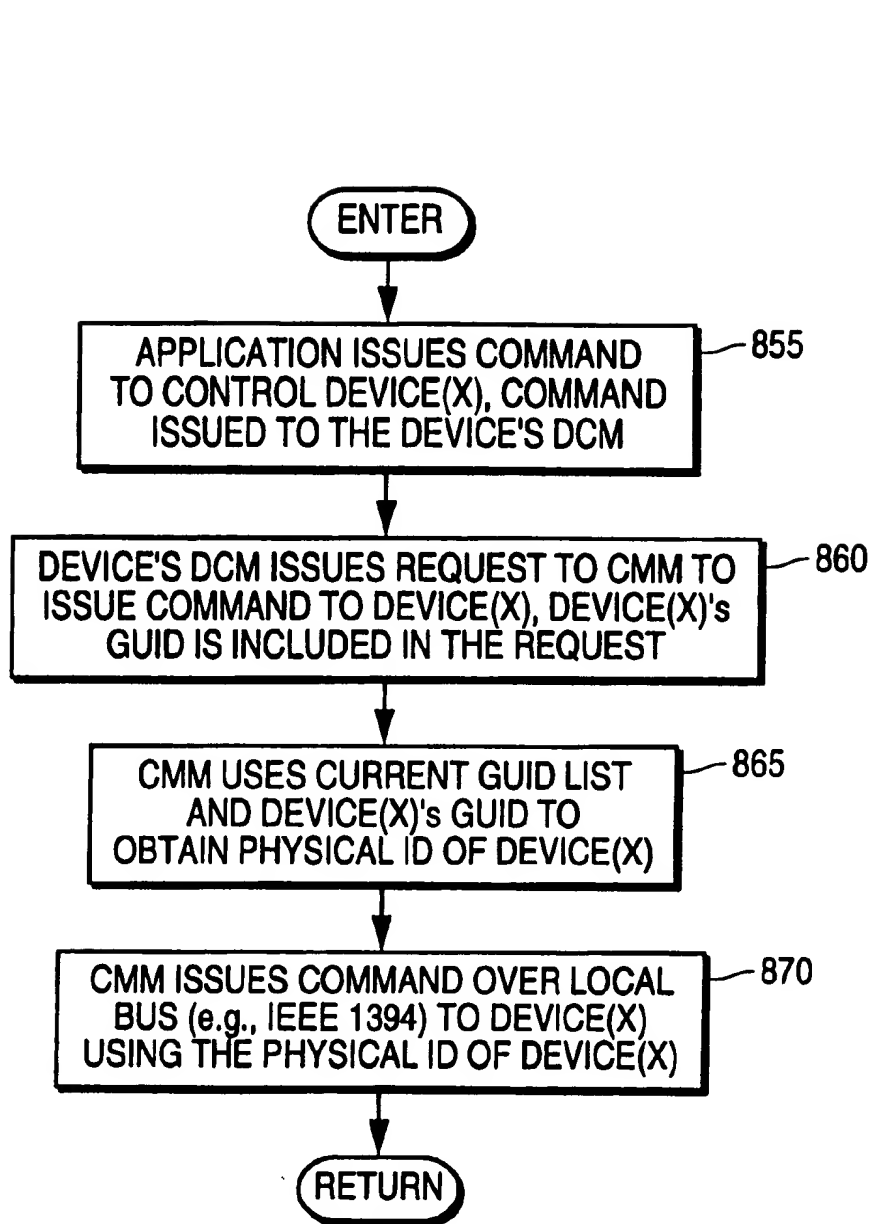 ENTER
APPLICATION ISSUES COMMAND
TO CONTROL DEVICE(X), COMMAND
ISSUED TO THE DEVICE'S DCM
855
DEVICE'S DCM ISSUES REQUEST TO CMM TO
ISSUE COMMAND TO DEVICE(X), DEVICE(X)'s
GUID IS INCLUDED IN THE REQUEST
860
CMM USES CURRENT GUID LIST
AND DEVICE(X)'s GUID TO
OBTAIN PHYSICAL ID OF DEVICE(X)
865
CMM ISSUES COMMAND OVER LOCAL
BUS (e.g., IEEE 1394) TO DEVICE(X)
USING THE PHYSICAL ID OF DEVICE(X)
870
RETURN